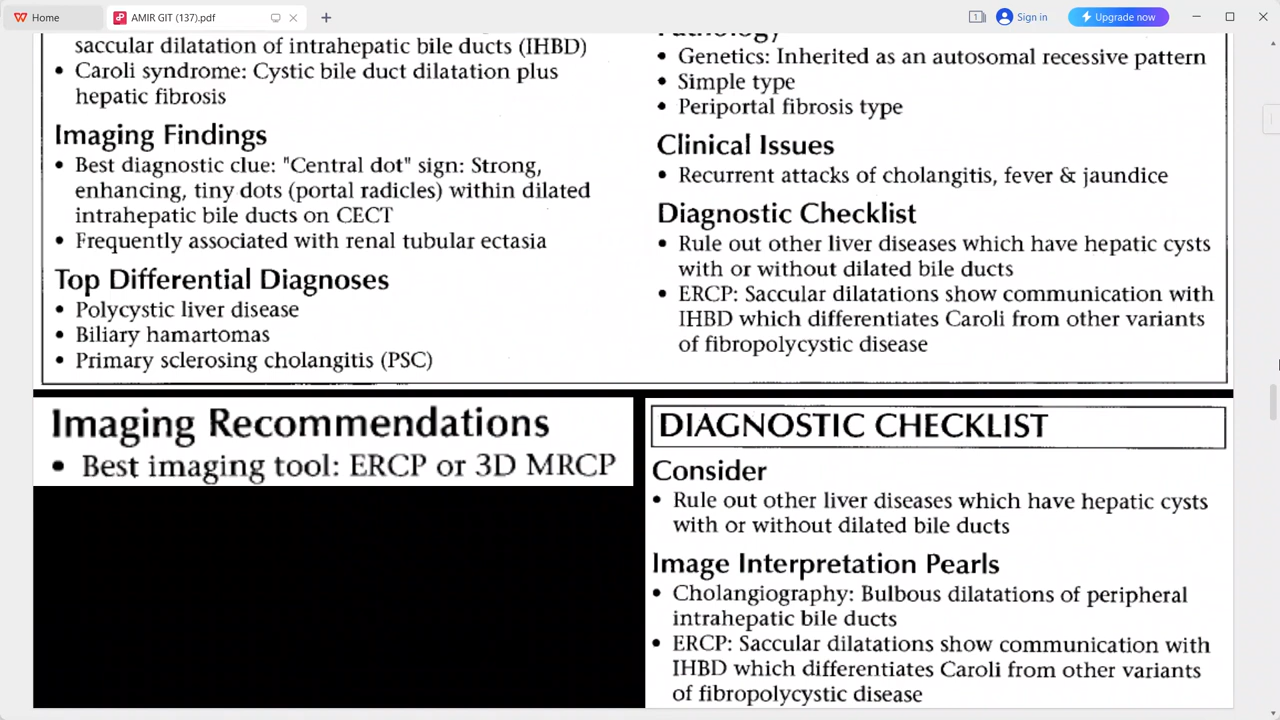 Home
AMIR GIT (137).pdf
Sign in
Upgrade now
saccular dilatation of intrahepatic bile ducts (IHBD)
• Caroli syndrome: Cystic bile duct dilatation plus
hepatic fibrosis
Imaging Findings
• Best diagnostic clue: "Central dot" sign: Strong,
enhancing, tiny dots (portal radicles) within dilated
intrahepatic bile ducts on CECT
• Frequently associated with renal tubular ectasia
Top Differential Diagnoses
• Polycystic liver disease
• Biliary hamartomas
• Primary sclerosing cholangitis (PSC)
Pathology
• Genetics: Inherited as an autosomal recessive pattern
• Simple type
• Periportal fibrosis type
Clinical Issues
• Recurrent attacks of cholangitis, fever & jaundice
Diagnostic Checklist
• Rule out other liver diseases which have hepatic cysts
with or without dilated bile ducts
• ERCP: Saccular dilatations show communication with
IHBD which differentiates Caroli from other variants
of fibropolycystic disease
Imaging Recommendations
• Best imaging tool: ERCP or 3D MRCP
DIAGNOSTIC CHECKLIST
Consider
• Rule out other liver diseases which have hepatic cysts
with or without dilated bile ducts
Image Interpretation Pearls
• Cholangiography: Bulbous dilatations of peripheral
intrahepatic bile ducts
• ERCP: Saccular dilatations show communication with
IHBD which differentiates Caroli from other variants
of fibropolycystic disease